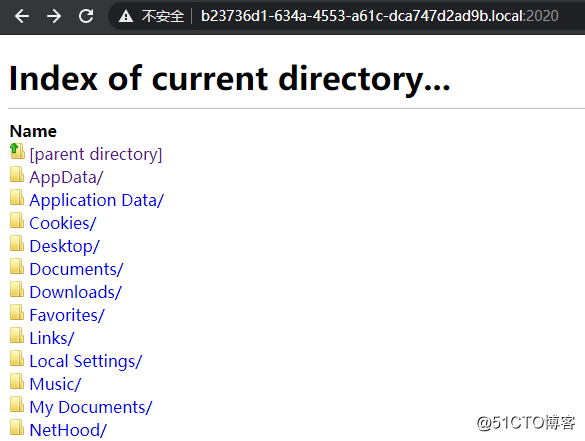 不安全 b23736d1-634a-4553-a61c-dca747d2ad9b.local:2020
Index of current directory...
Name
[parent directory]
AppData/
Application Data/
Cookies/
Desktop/
Documents/
Downloads/
Favorites/
Links/
Local Settings/
Music/
My Documents/
NetHood/
@51CTO博客